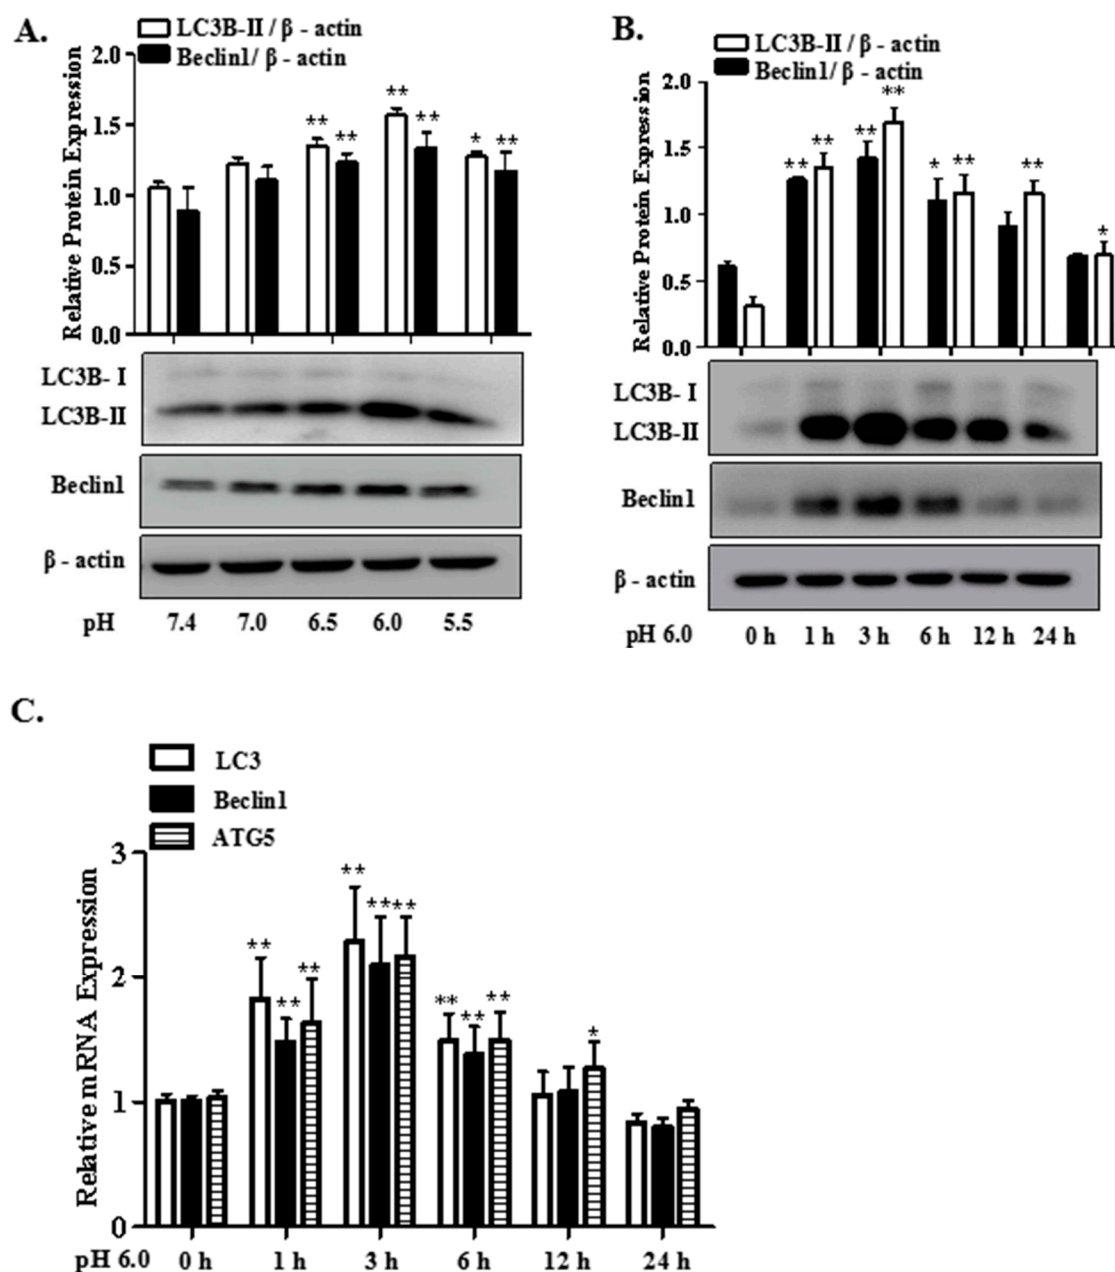 A.
LC3B-II / β - actin
Beclin1/ β - actin
Relative Protein Expression
2.0
1.5
1.0
0.5
0.0
** ** ** ** * **
LC3B- I
LC3B-II
Beclin1
β - actin
pH 7.4 7.0 6.5 6.0 5.5
B.
LC3B-II / β - actin
Beclin1/ β - actin
Relative Protein Expression
2.0
1.5
1.0
0.5
0.0
** ** ** ** * ** ** *
LC3B- I
LC3B-II
Beclin1
β - actin
pH 6.0 0 h 1 h 3 h 6 h 12 h 24 h
C.
LC3
Beclin1
ATG5
Relative mRNA Expression
3
2
1
0
** ** ** ** ** ** ** ** ** *
pH 6.0 0 h 1 h 3 h 6 h 12 h 24 h